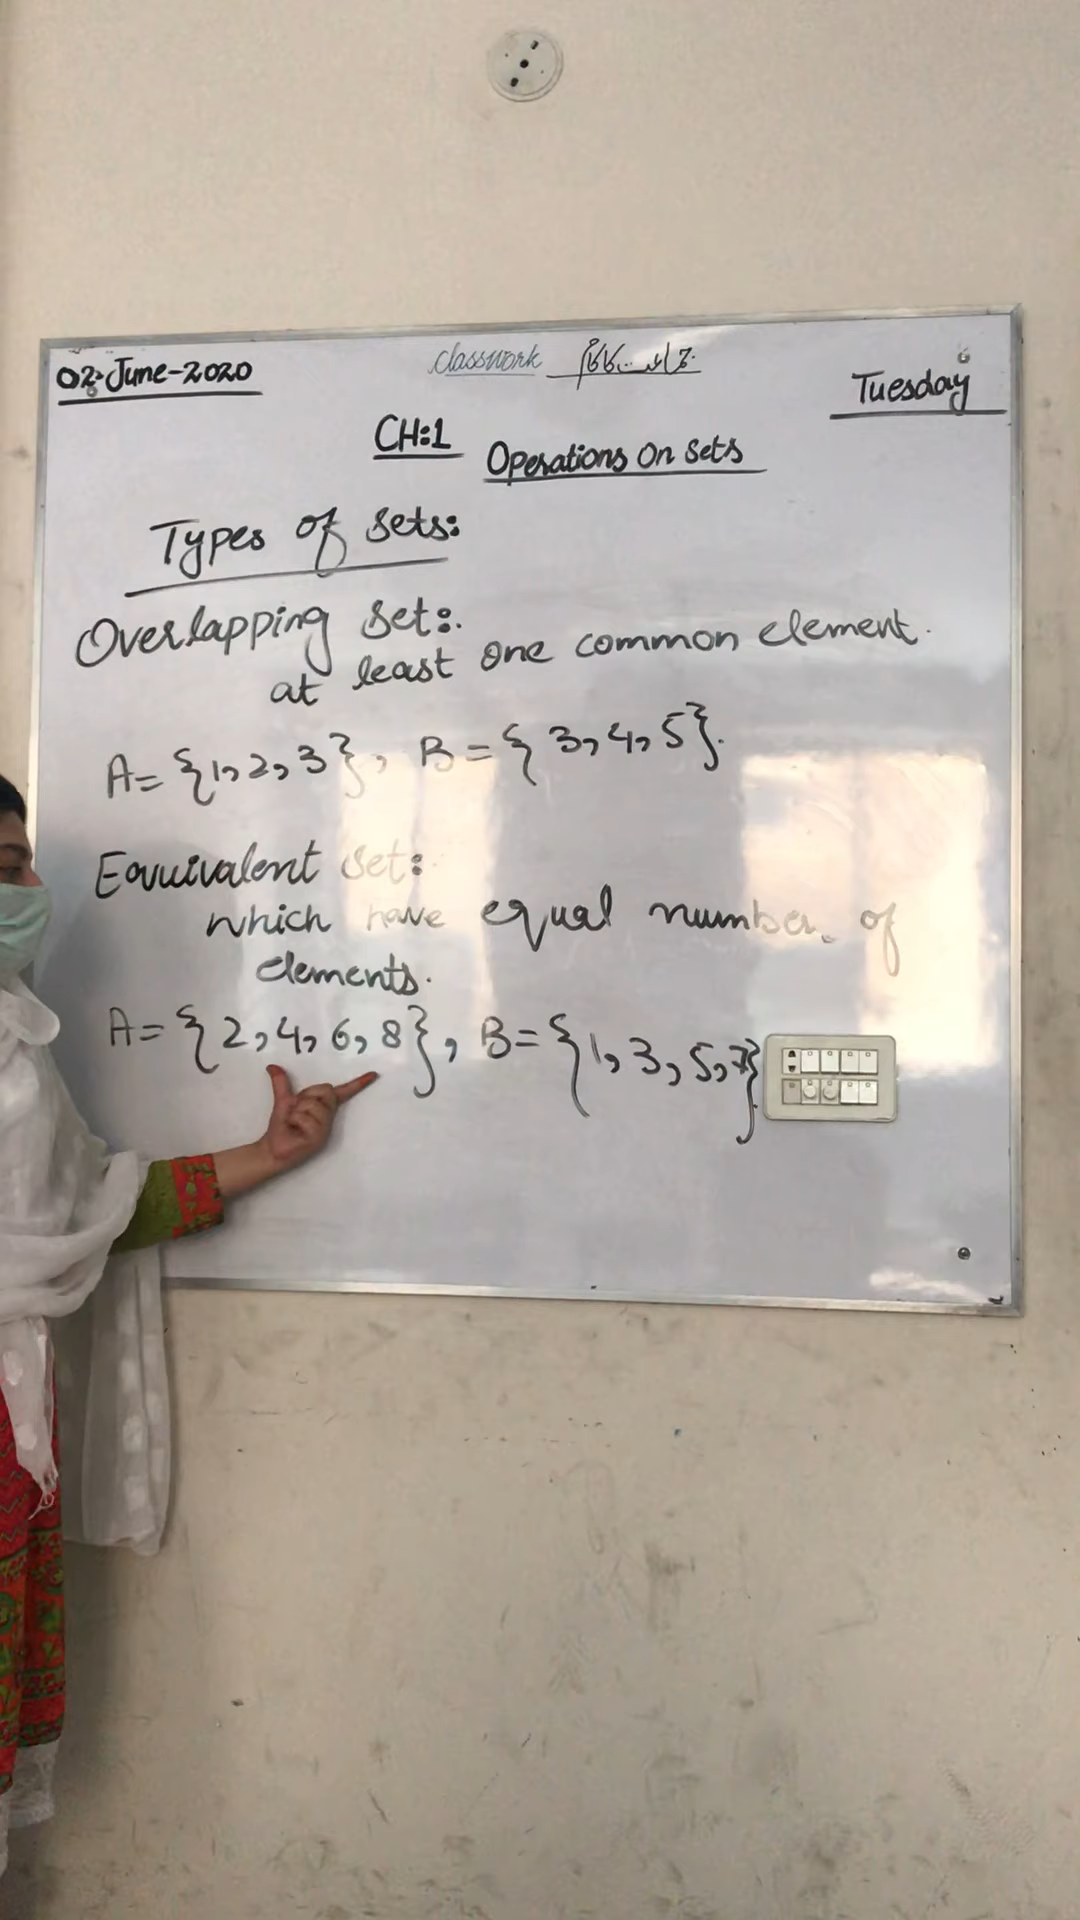 02-June-2020
classwork
Tuesday
CH:1
Operations On Sets
Types of Sets:
Overlapping Set:
at least one common element.
A= {1,2,3}, B= {3,4,5}.
Equivalent Set:
which have equal number of
elements.
A= {2,4,6,8}, B= {1,3,5,7}